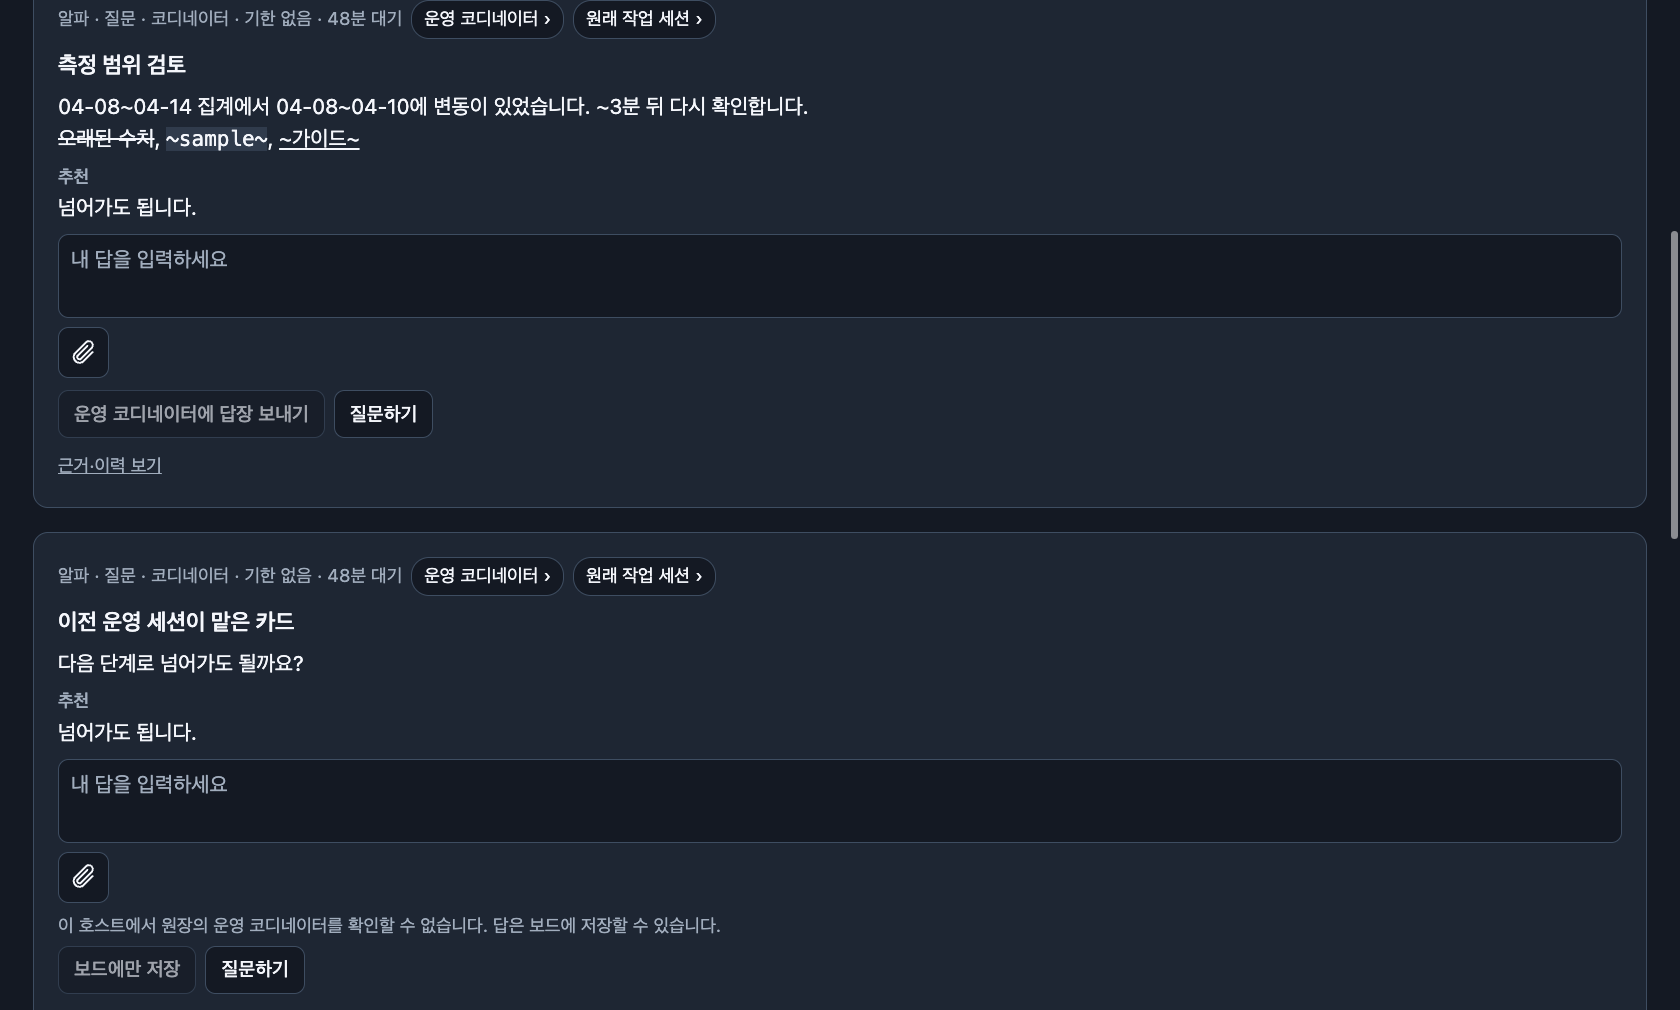 알파 · 질문 · 코디네이터 · 기한 없음 · 48분 대기 운영 코디네이터 › 원래 작업 세션 ›
측정 범위 검토
04-08~04-14 집계에서 04-08~04-10에 변동이 있었습니다. ~3분 뒤 다시 확인합니다.
오래된 수치, ~sample~, ~가이드~
추천
넘어가도 됩니다.
내 답을 입력하세요
운영 코디네이터에 답장 보내기 질문하기
근거·이력 보기
알파 · 질문 · 코디네이터 · 기한 없음 · 48분 대기 운영 코디네이터 › 원래 작업 세션 ›
이전 운영 세션이 맡은 카드
다음 단계로 넘어가도 될까요?
추천
넘어가도 됩니다.
내 답을 입력하세요
이 호스트에서 원장의 운영 코디네이터를 확인할 수 없습니다. 답은 보드에 저장할 수 있습니다.
보드에만 저장 질문하기